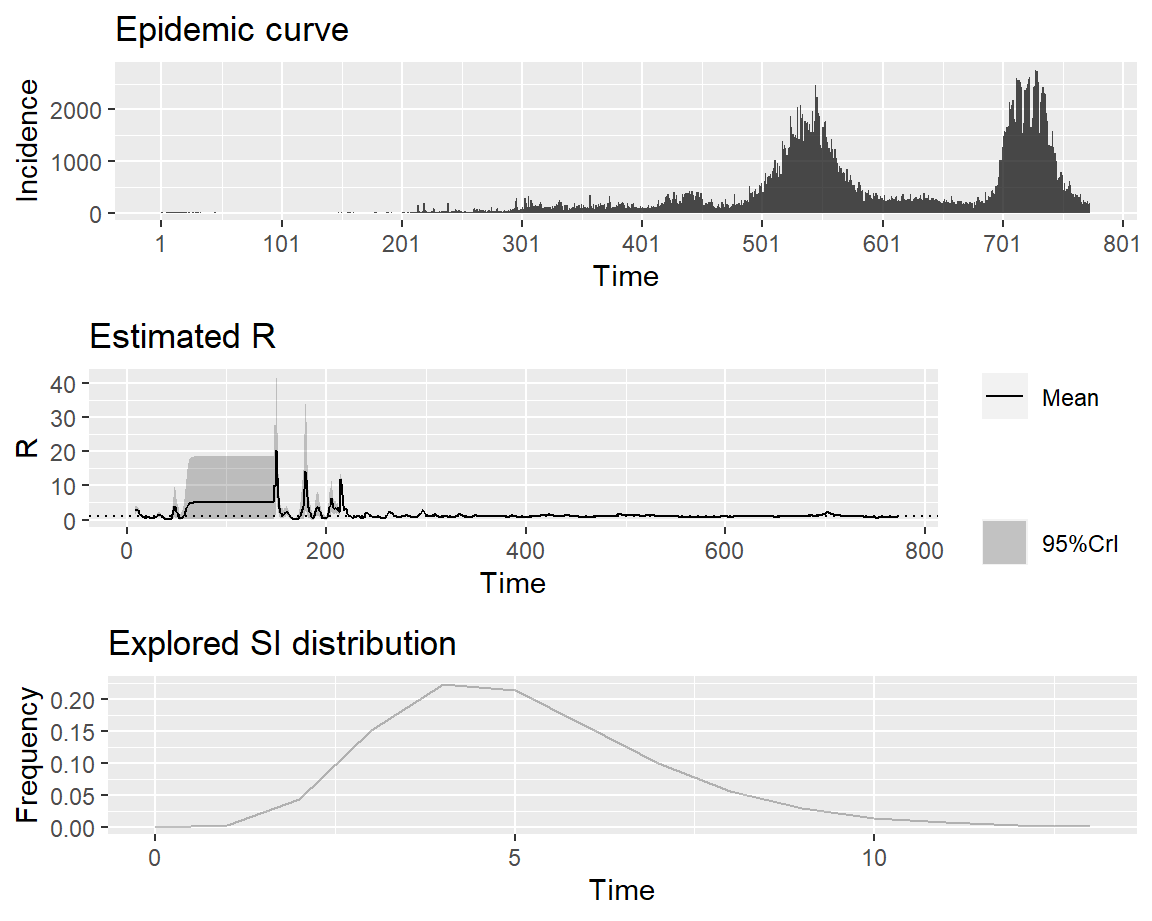 Epidemic curve
Incidence
2000
1000
0
1 101 201 301 401 501 601 701 801
Time
Estimated R
R
40
30
20
10
0
0 200 400 600 800
Time
Mean
95%CrI
Explored SI distribution
Frequency
0.20
0.15
0.10
0.05
0.00
0 5 10
Time